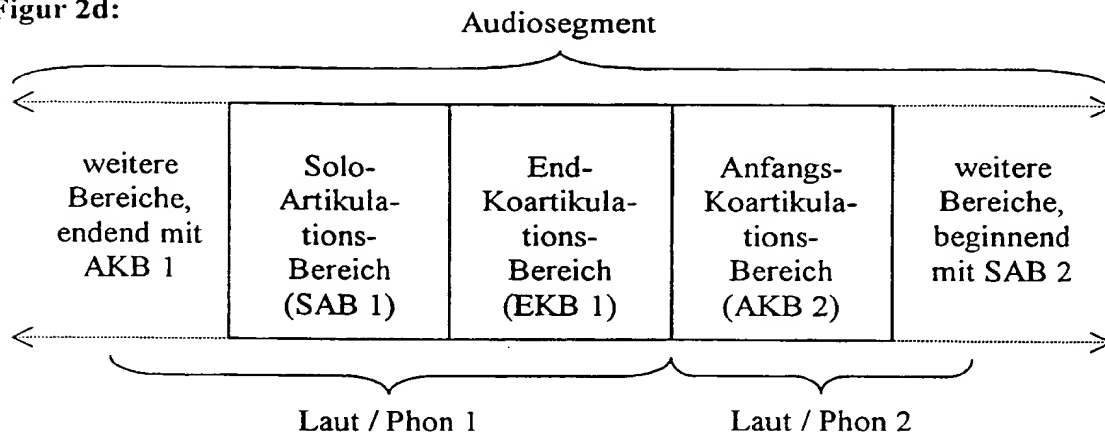 Figur 2d:
Audiosegment
weitere
Bereiche,
endend mit
AKB 1
Solo-
Artikula-
tions-
Bereich
(SAB 1)
End-
Koartikula-
tions-
Bereich
(EKB 1)
Anfangs-
Koartikula-
tions-
Bereich
(AKB 2)
weitere
Bereiche,
beginnend
mit SAB 2
Laut / Phon 1
Laut / Phon 2